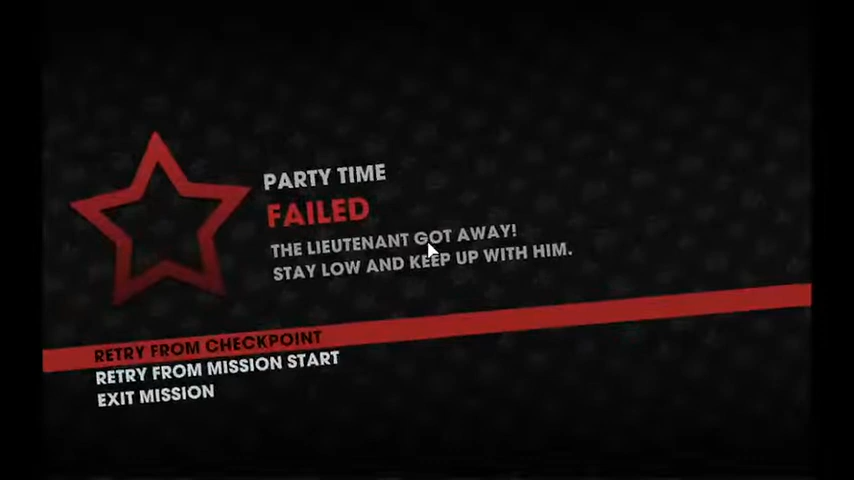 PARTY TIME
FAILED
THE LIEUTENANT GOT AWAY!
STAY LOW AND KEEP UP WITH HIM.
RETRY FROM CHECKPOINT
RETRY FROM MISSION START
EXIT MISSION